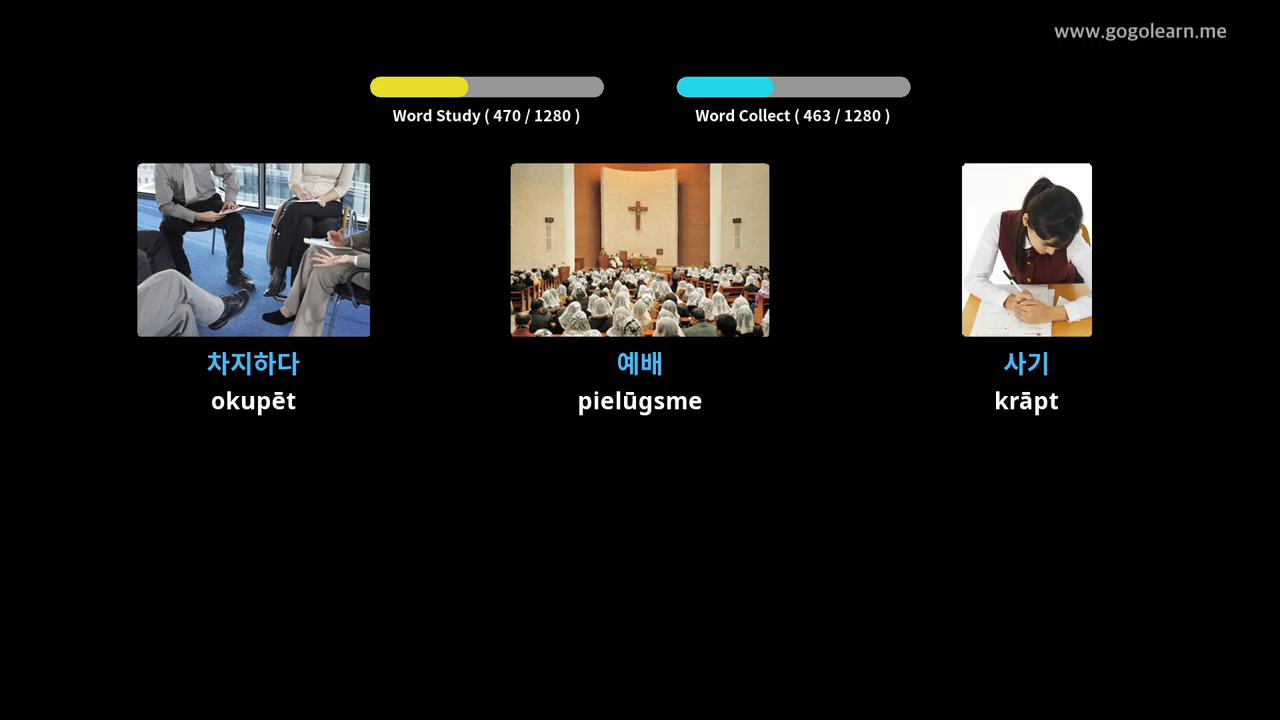 www.gogolearn.me
Word Study ( 470 / 1280 )
Word Collect ( 463 / 1280 )
차지하다
예배
사기
okupēt
pielūgsme
krāpt